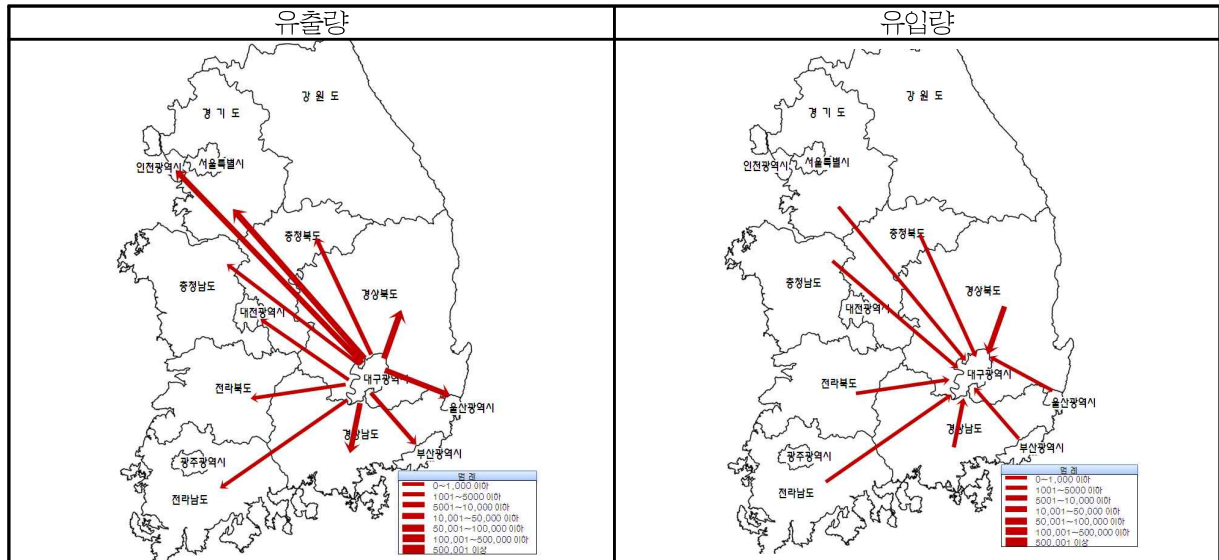 유출량
유입량
강 원 도
경 기 도
서울특별시
인천광역시
충청북도
충청남도
경상북도
대전광역시
대구광역시
전라북도
울산광역시
경상남도
부산광역시
광주광역시
전라남도
범 례
0~1,000 이하
1001~5000 이하
5001~10,000 이하
10,001~50,000 이하
50,001~100,000 이하
100,001~500,000 이하
500,001 이상
강 원 도
경 기 도
서울특별시
인천광역시
충청북도
충청남도
경상북도
대전광역시
대구광역시
전라북도
울산광역시
경상남도
부산광역시
광주광역시
전라남도
범 례
0~1,000 이하
1001~5000 이하
5001~10,000 이하
10,001~50,000 이하
50,001~100,000 이하
100,001~500,000 이하
500,001 이상